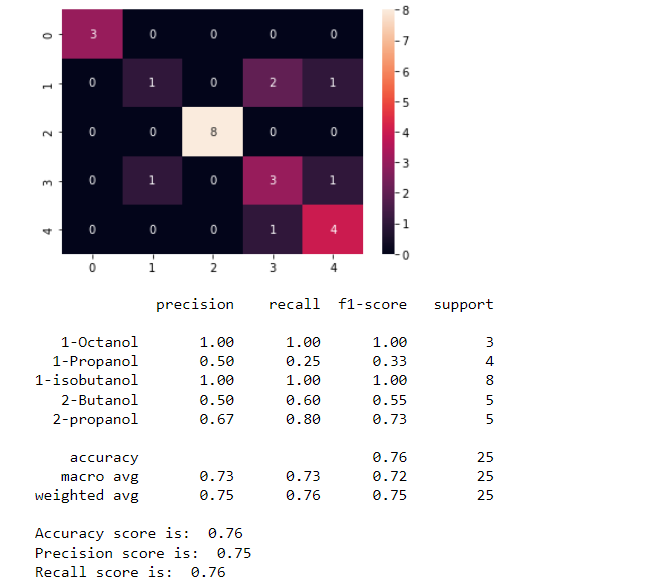 8
0 3 0 0 0 0
7
1 0 1 0 2 1
6
5
2 0 0 8 0 0
4
3 0 1 0 3 1
3
2
4 0 0 0 1 4
1
0
0 1 2 3 4
precision recall f1-score support
1-Octanol 1.00 1.00 1.00 3
1-Propanol 0.50 0.25 0.33 4
1-isobutanol 1.00 1.00 1.00 8
2-Butanol 0.50 0.60 0.55 5
2-propanol 0.67 0.80 0.73 5
accuracy 0.76 25
macro avg 0.73 0.73 0.72 25
weighted avg 0.75 0.76 0.75 25
Accuracy score is: 0.76
Precision score is: 0.75
Recall score is: 0.76